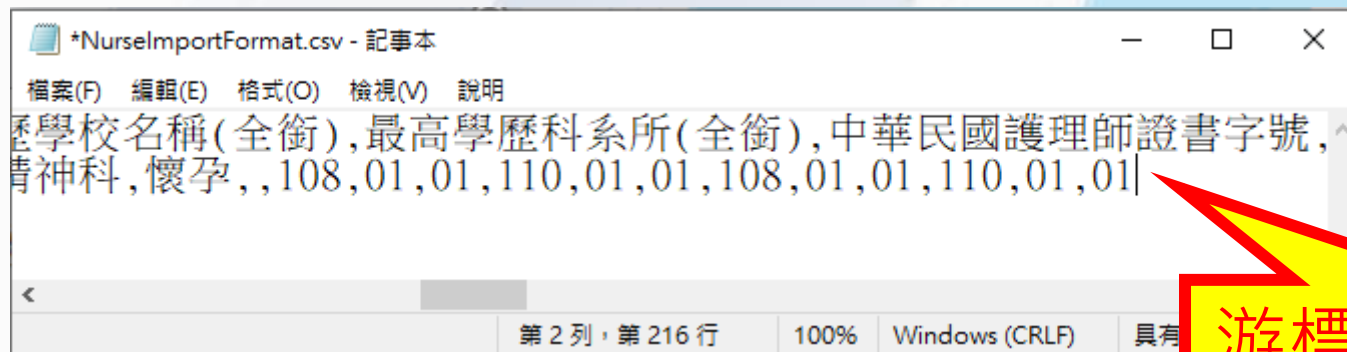 *NurseImportFormat.csv - 記事本
檔案(F) 編輯(E) 格式(O) 檢視(V) 說明
歷學校名稱(全銜),最高學歷科系所(全銜),中華民國護理師證書字號,
精神科,懷孕,,108,01,01,110,01,01,108,01,01,110,01,01
第 2 列，第 216 行 100% Windows (CRLF) 具有
游標